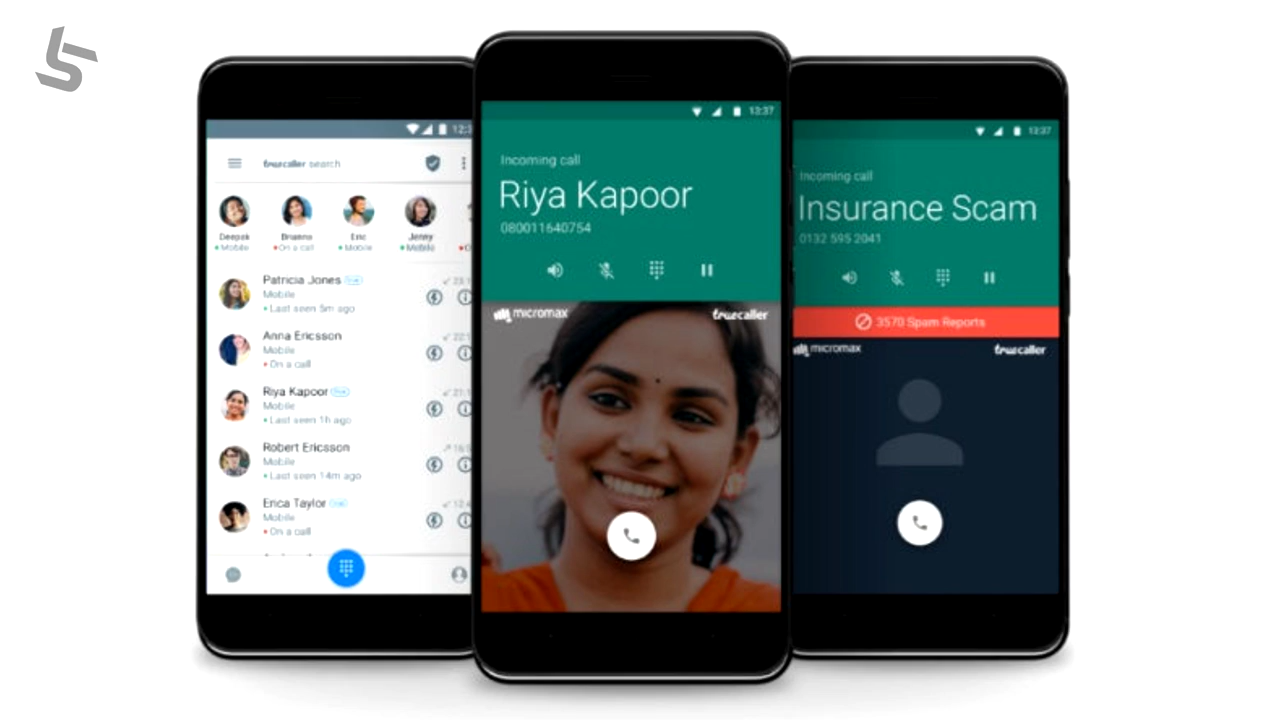 12:3
truecaller search
Deepak
Brianna
Eric
Jenny
Mobile
On a call
Mobile
Mobile
Patricia Jones
Mobile
Last seen 5m ago
Anna Ericsson
Mobile
On a call
Riya Kapoor
Mobile
Last seen 1h ago
Robert Ericsson
Mobile
Last seen 14m ago
Erica Taylor
Mobile
On a call
13:37
Incoming call
Riya Kapoor
080011640754
micromax
truecaller
13:37
Incoming call
Insurance Scam
0132 595 2041
3570 Spam Reports
micromax
truecaller